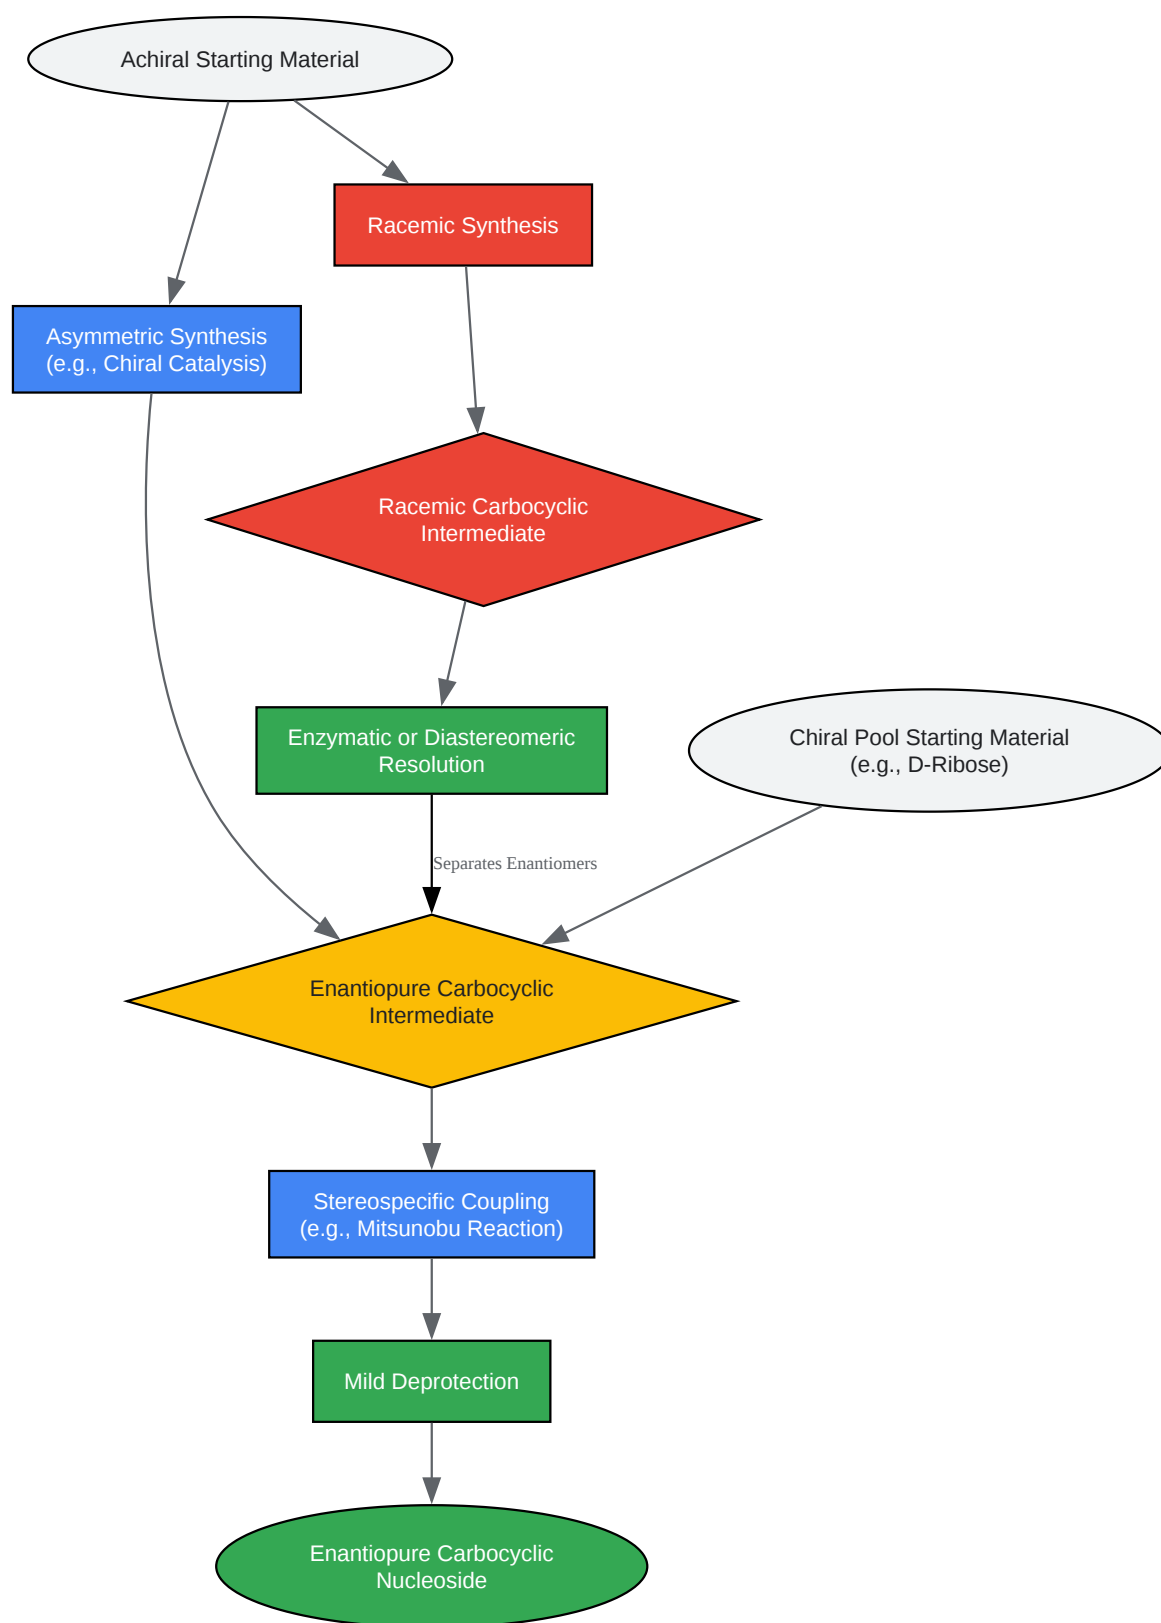 Achiral Starting Material
Racemic Synthesis
Asymmetric Synthesis
(e.g., Chiral Catalysis)
Racemic Carbocyclic
Intermediate
Enzymatic or Diastereomeric
Resolution
Chiral Pool Starting Material
(e.g., D-Ribose)
Separates Enantiomers
Enantiopure Carbocyclic
Intermediate
Stereospecific Coupling
(e.g., Mitsunobu Reaction)
Mild Deprotection
Enantiopure Carbocyclic
Nucleoside